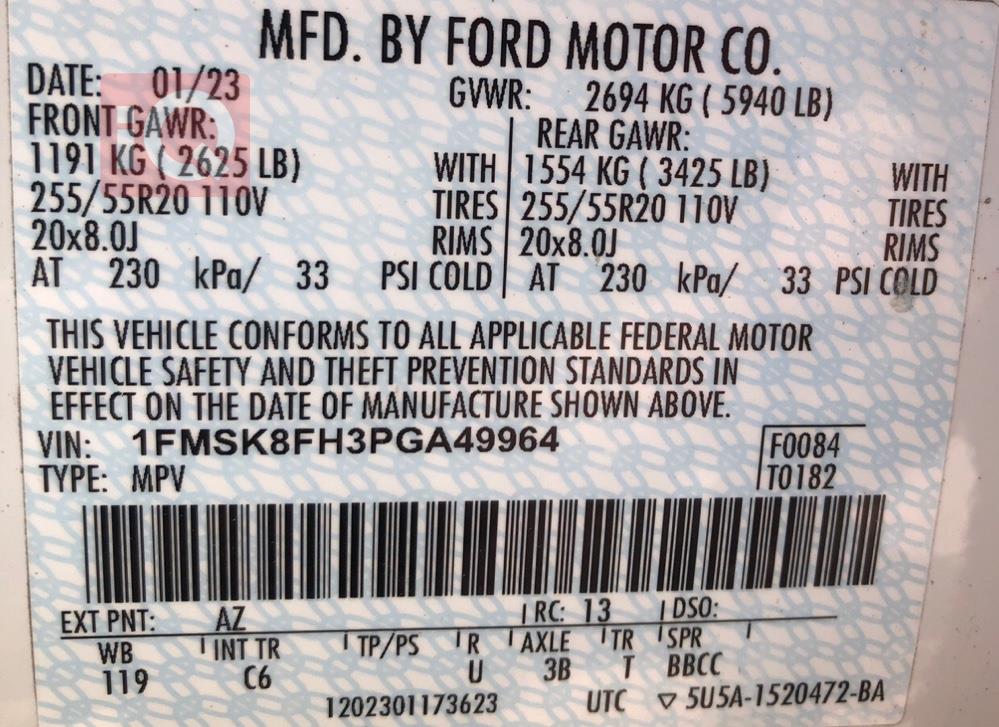 MFD. BY FORD MOTOR CO.
DATE: 01/23 GVWR: 2694 KG ( 5940 LB)
FRONT GAWR: REAR GAWR:
1191 KG ( 2625 LB) WITH 1554 KG ( 3425 LB) WITH
255/55R20 110V TIRES 255/55R20 110V TIRES
20x8.0J RIMS 20x8.0J RIMS
AT 230 kPa/ 33 PSI COLD AT 230 kPa/ 33 PSI COLD
THIS VEHICLE CONFORMS TO ALL APPLICABLE FEDERAL MOTOR
VEHICLE SAFETY AND THEFT PREVENTION STANDARDS IN
EFFECT ON THE DATE OF MANUFACTURE SHOWN ABOVE.
VIN: 1FMSK8FH3PGA49964 F0084
TYPE: MPV T0182
EXT PNT: AZ RC: 13 DSO:
WB INT TR TP/PS R AXLE TR SPR
119 C6 U 3B T BBCC
1202301173623 UTC ▽ 5U5A-1520472-BA